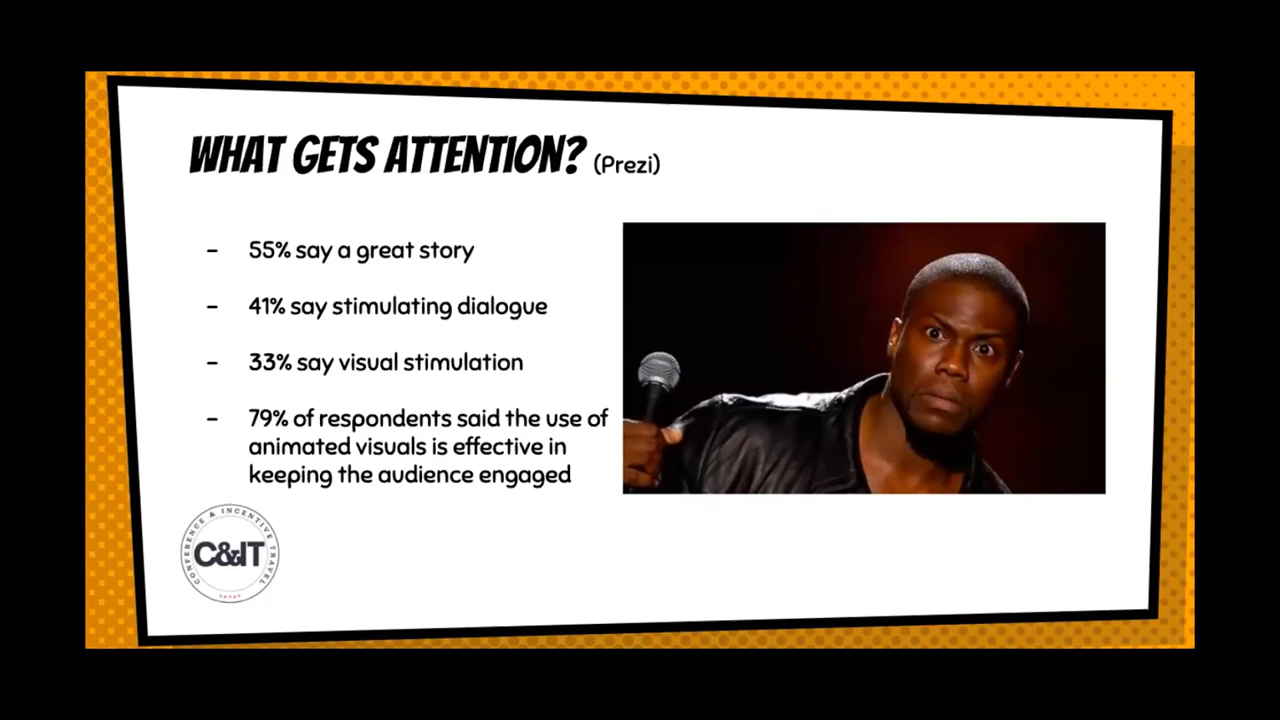 WHAT GETS ATTENTION? (Prezi)
- 55% say a great story
- 41% say stimulating dialogue
- 33% say visual stimulation
- 79% of respondents said the use of
animated visuals is effective in
keeping the audience engaged
CONFERENCE & INCENTIVE TRAVEL
C&IT